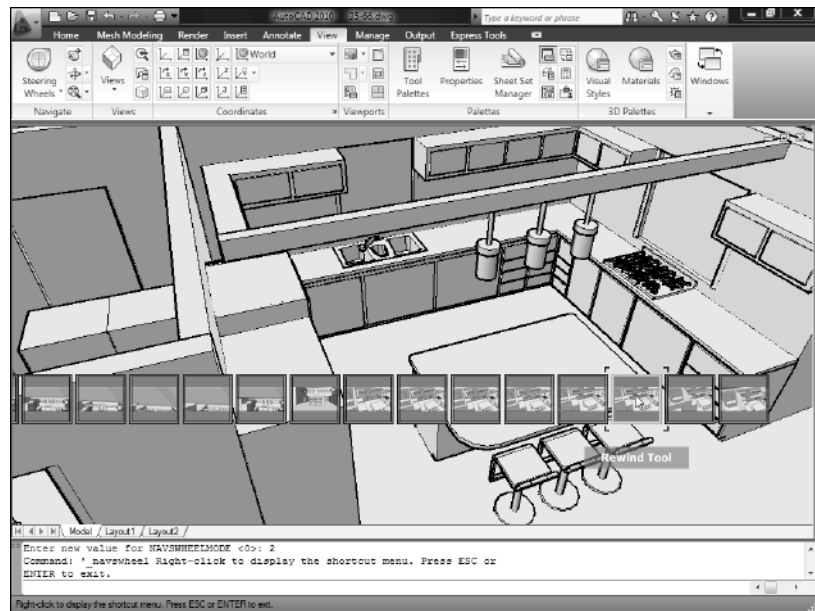 AutoCAD 2010 35-65.dwg
Type a keyword or phrase
Home Mesh Modeling Render Insert Annotate View Manage Output Express Tools
World
Steering Wheels
Views
Tool Palettes
Properties
Sheet Set Manager
Visual Styles
Materials
Windows
Navigate Views Coordinates Viewports Palettes 3D Palettes
Rewind Tool
Model Layout1 Layout2
Enter new value for NAVSWHEELMODE <0>: 2
Command: '_navswheel Right-click to display the shortcut menu. Press ESC or
ENTER to exit.
Right-click to display the shortcut menu. Press ESC or ENTER to exit.